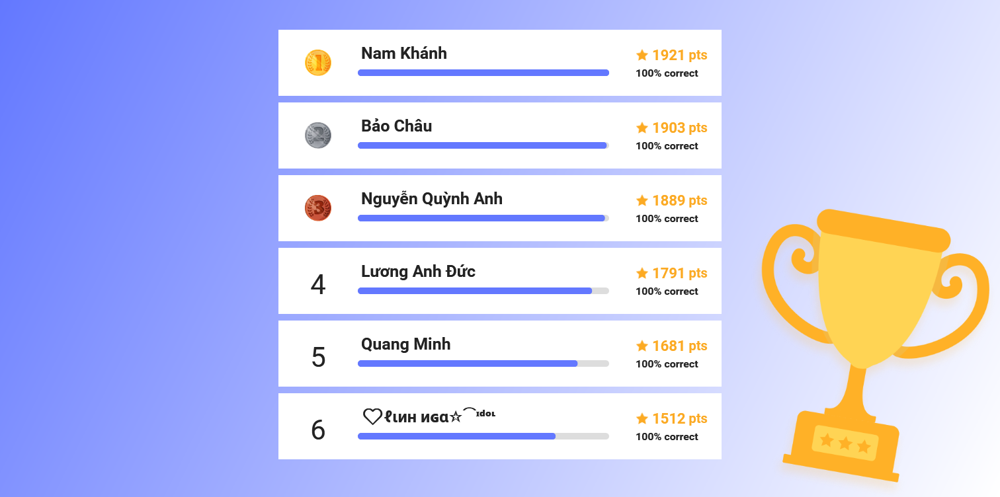 1
Nam Khánh
1921 pts
100% correct
2
Bảo Châu
1903 pts
100% correct
3
Nguyễn Quỳnh Anh
1889 pts
100% correct
4
Lương Anh Đức
1791 pts
100% correct
5
Quang Minh
1681 pts
100% correct
6
♡ℓιин иɢα☆⌒ɪdoʟ
1512 pts
100% correct